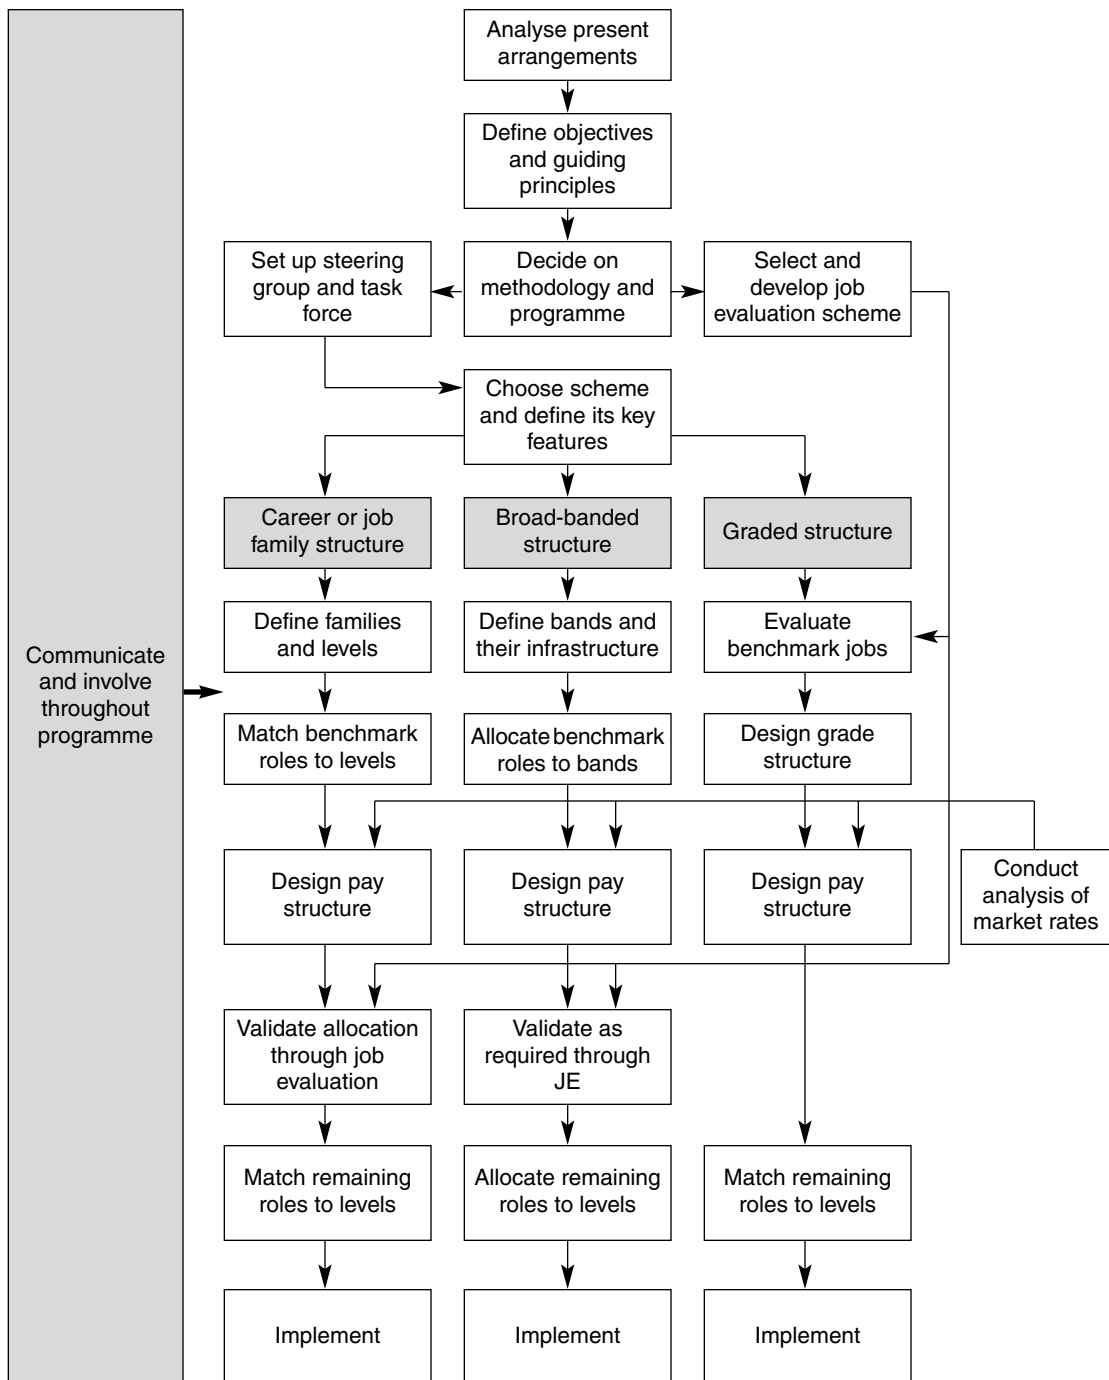 Analyse present
arrangements
Define objectives
and guiding
principles
Set up steering
group and task
force
Decide on
methodology and
programme
Select and
develop job
evaluation scheme
Choose scheme
and define its key
features
Career or job
family structure
Broad-banded
structure
Graded structure
Define families
and levels
Define bands and
their infrastructure
Evaluate
benchmark jobs
Communicate
and involve
throughout
programme
Match benchmark
roles to levels
Allocate benchmark
roles to bands
Design grade
structure
Design pay
structure
Design pay
structure
Design pay
structure
Conduct
analysis of
market rates
Validate allocation
through job
evaluation
Validate as
required through
JE
Match remaining
roles to levels
Allocate remaining
roles to levels
Match remaining
roles to levels
Implement
Implement
Implement